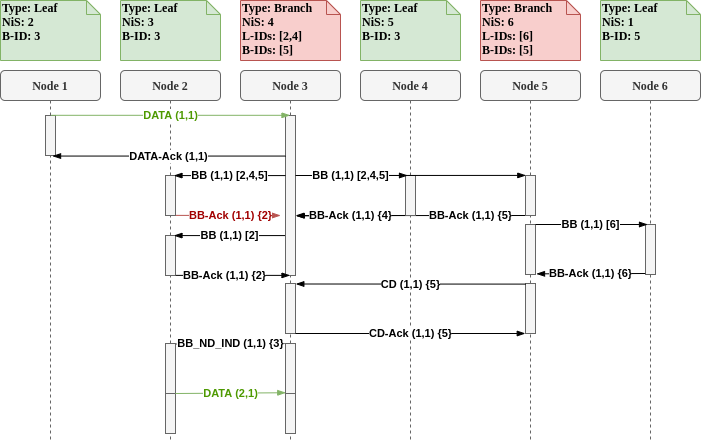 Type: Leaf
NiS: 2
B-ID: 3
Type: Leaf
NiS: 3
B-ID: 3
Type: Branch
NiS: 4
L-IDs: [2,4]
B-IDs: [5]
Type: Leaf
NiS: 5
B-ID: 3
Type: Branch
NiS: 6
L-IDs: [6]
B-IDs: [5]
Type: Leaf
NiS: 1
B-ID: 5
Node 1
Node 2
Node 3
Node 4
Node 5
Node 6
DATA (1,1)
DATA-Ack (1,1)
BB (1,1) [2,4,5]
BB (1,1) [2,4,5]
BB-Ack (1,1) {2}
BB-Ack (1,1) {4}
BB-Ack (1,1) {5}
BB (1,1) [6]
BB (1,1) [2]
BB-Ack (1,1) {2}
BB-Ack (1,1) {6}
CD (1,1) {5}
CD-Ack (1,1) {5}
BB_ND_IND (1,1) {3}
DATA (2,1)